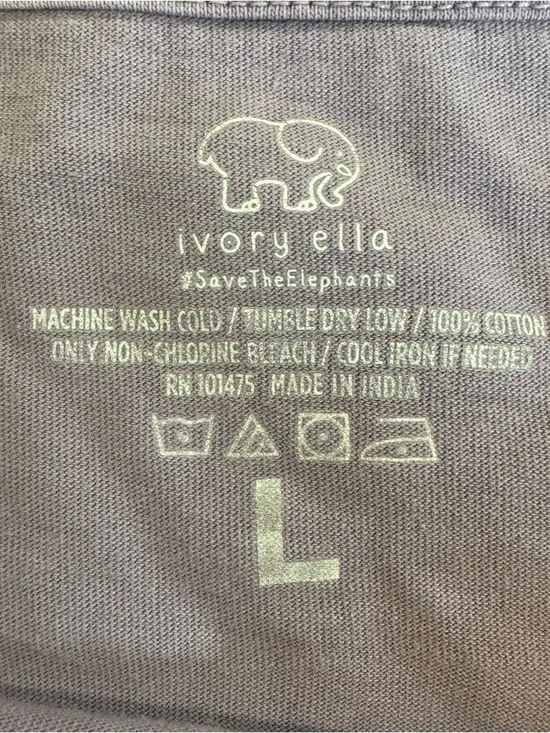 ivory ella
#SaveTheElephants
MACHINE WASH COLD / TUMBLE DRY LOW / 100% COTTON
ONLY NON-CHLORINE BLEACH / COOL IRON IF NEEDED
RN 101475 MADE IN INDIA
L